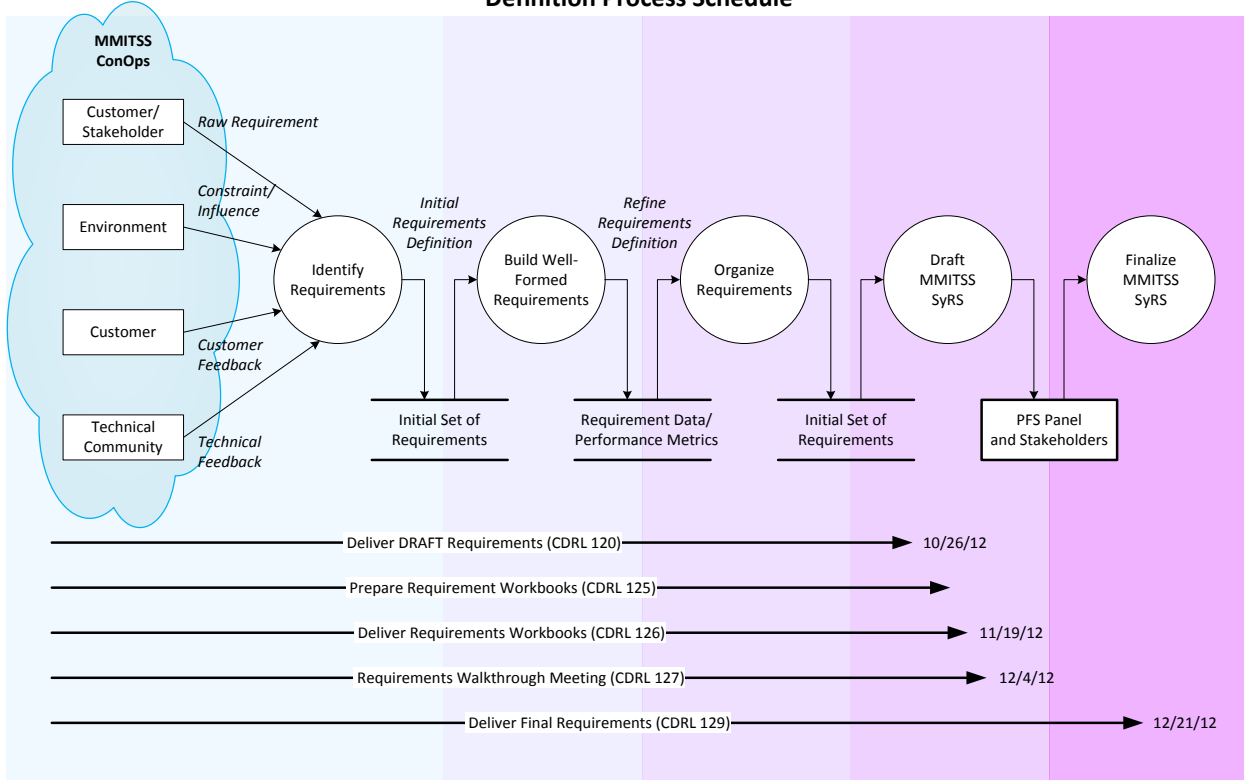 Definition Process Schedule
MMITSS
ConOps
Customer/
Stakeholder
Raw Requirement
Environment
Constraint/
Influence
Customer
Customer
Feedback
Technical
Community
Technical
Feedback
Identify
Requirements
Initial
Requirements
Definition
Build Well-
Formed
Requirements
Refine
Requirements
Definition
Organize
Requirements
Draft
MMITSS
SyRS
Finalize
MMITSS
SyRS
Initial Set of
Requirements
Requirement Data/
Performance Metrics
Initial Set of
Requirements
PFS Panel
and Stakeholders
Deliver DRAFT Requirements (CDRL 120)
10/26/12
Prepare Requirement Workbooks (CDRL 125)
Deliver Requirements Workbooks (CDRL 126)
11/19/12
Requirements Walkthrough Meeting (CDRL 127)
12/4/12
Deliver Final Requirements (CDRL 129)
12/21/12